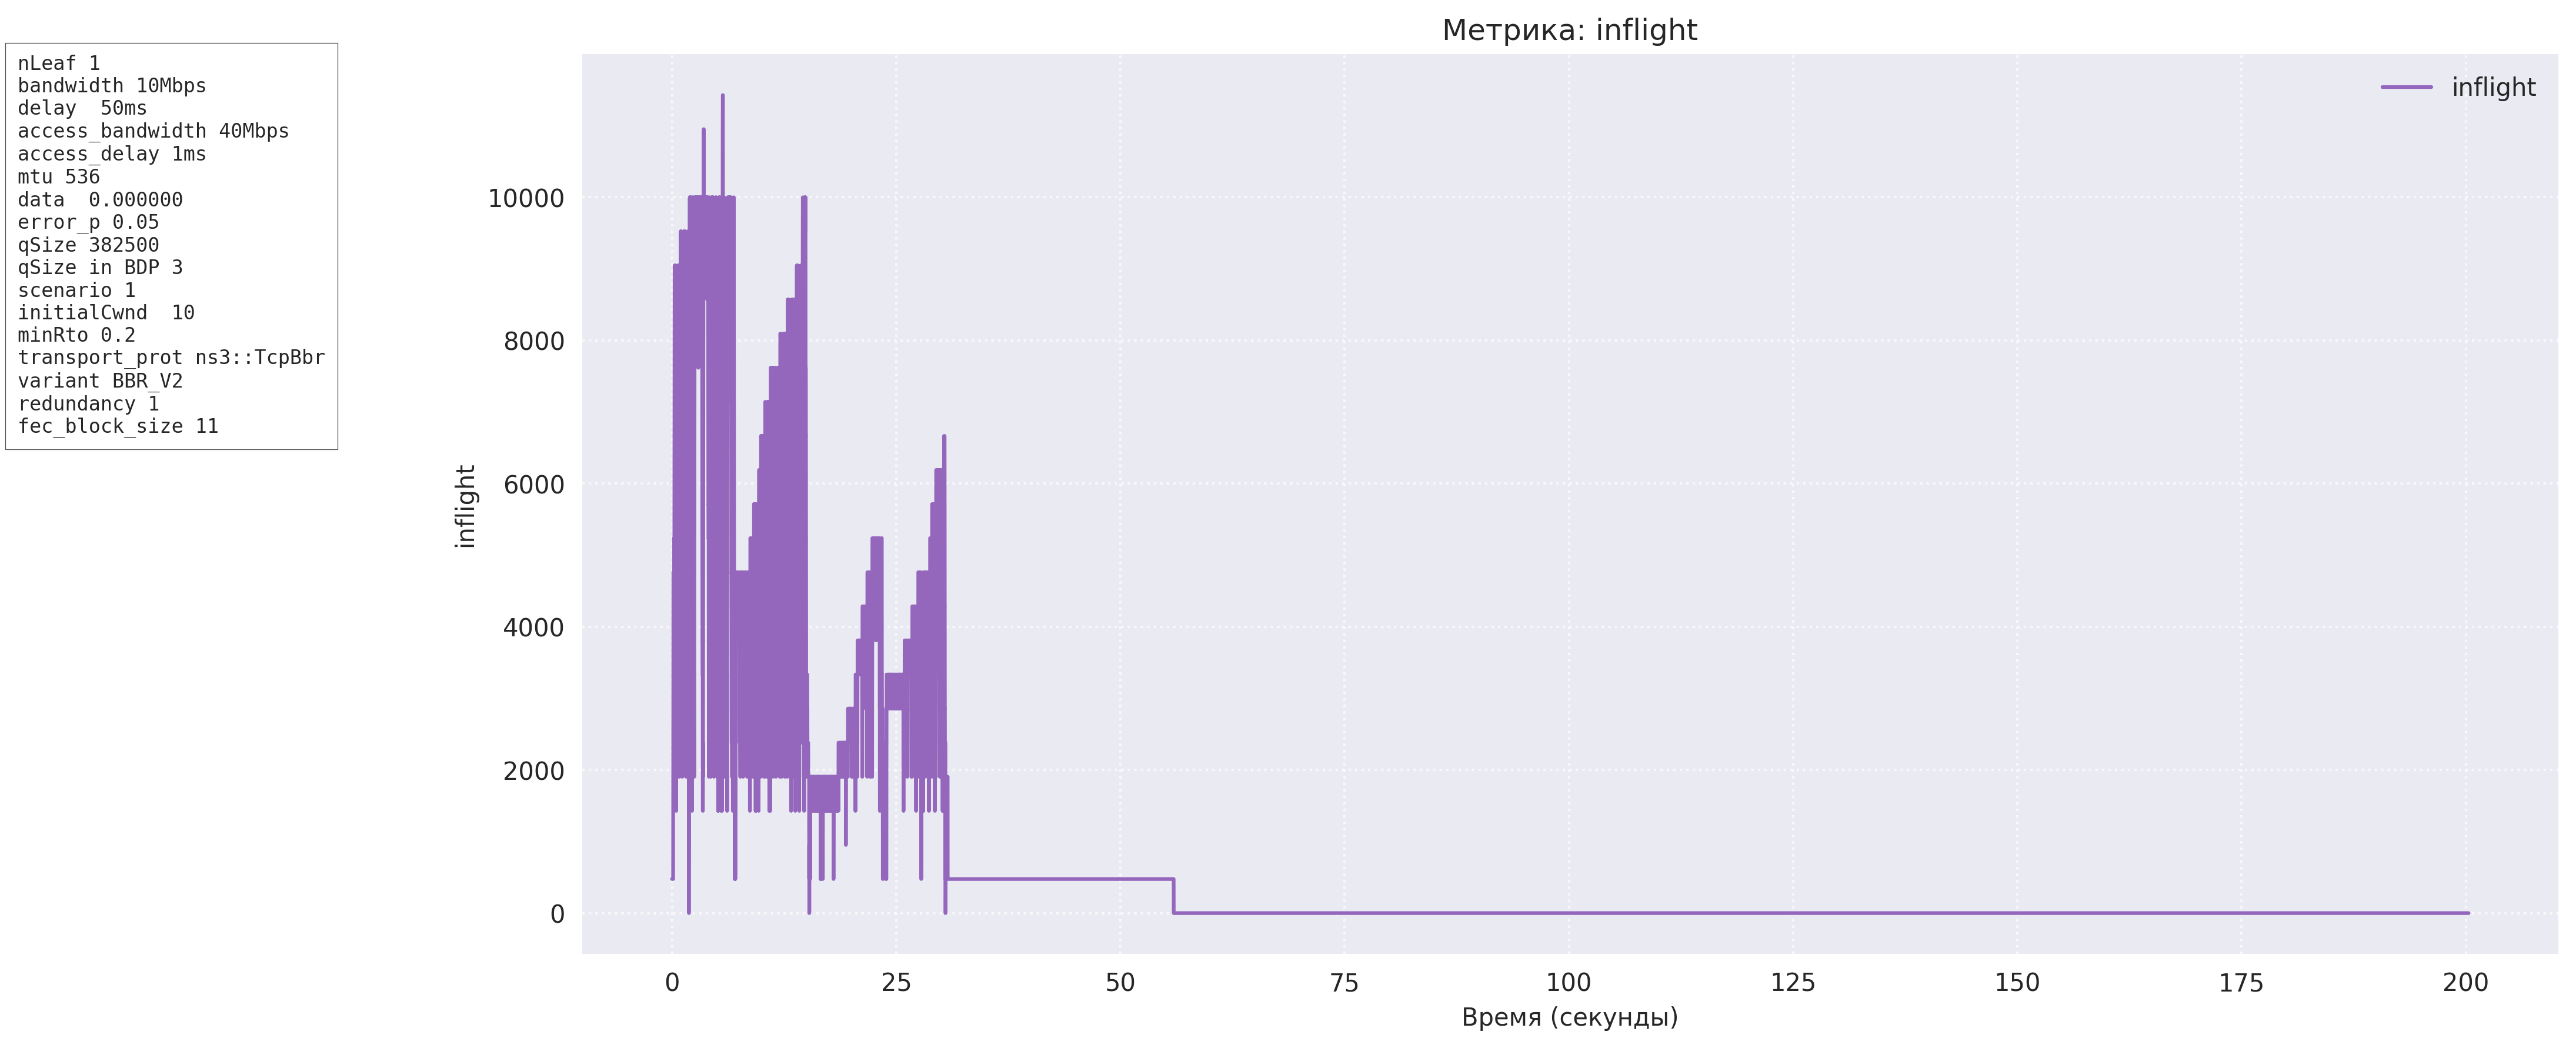 Метрика: inflight
nLeaf 1
bandwidth 10Mbps
delay  50ms
access_bandwidth 40Mbps
access_delay 1ms
mtu 536
data  0.000000
error_p 0.05
qSize 382500
qSize in BDP 3
scenario 1
initialCwnd  10
minRto 0.2
transport_prot ns3::TcpBbr
variant BBR_V2
redundancy 1
fec_block_size 11
inflight
inflight
10000
8000
6000
4000
2000
0
0 25 50 75 100 125 150 175 200
Время (секунды)